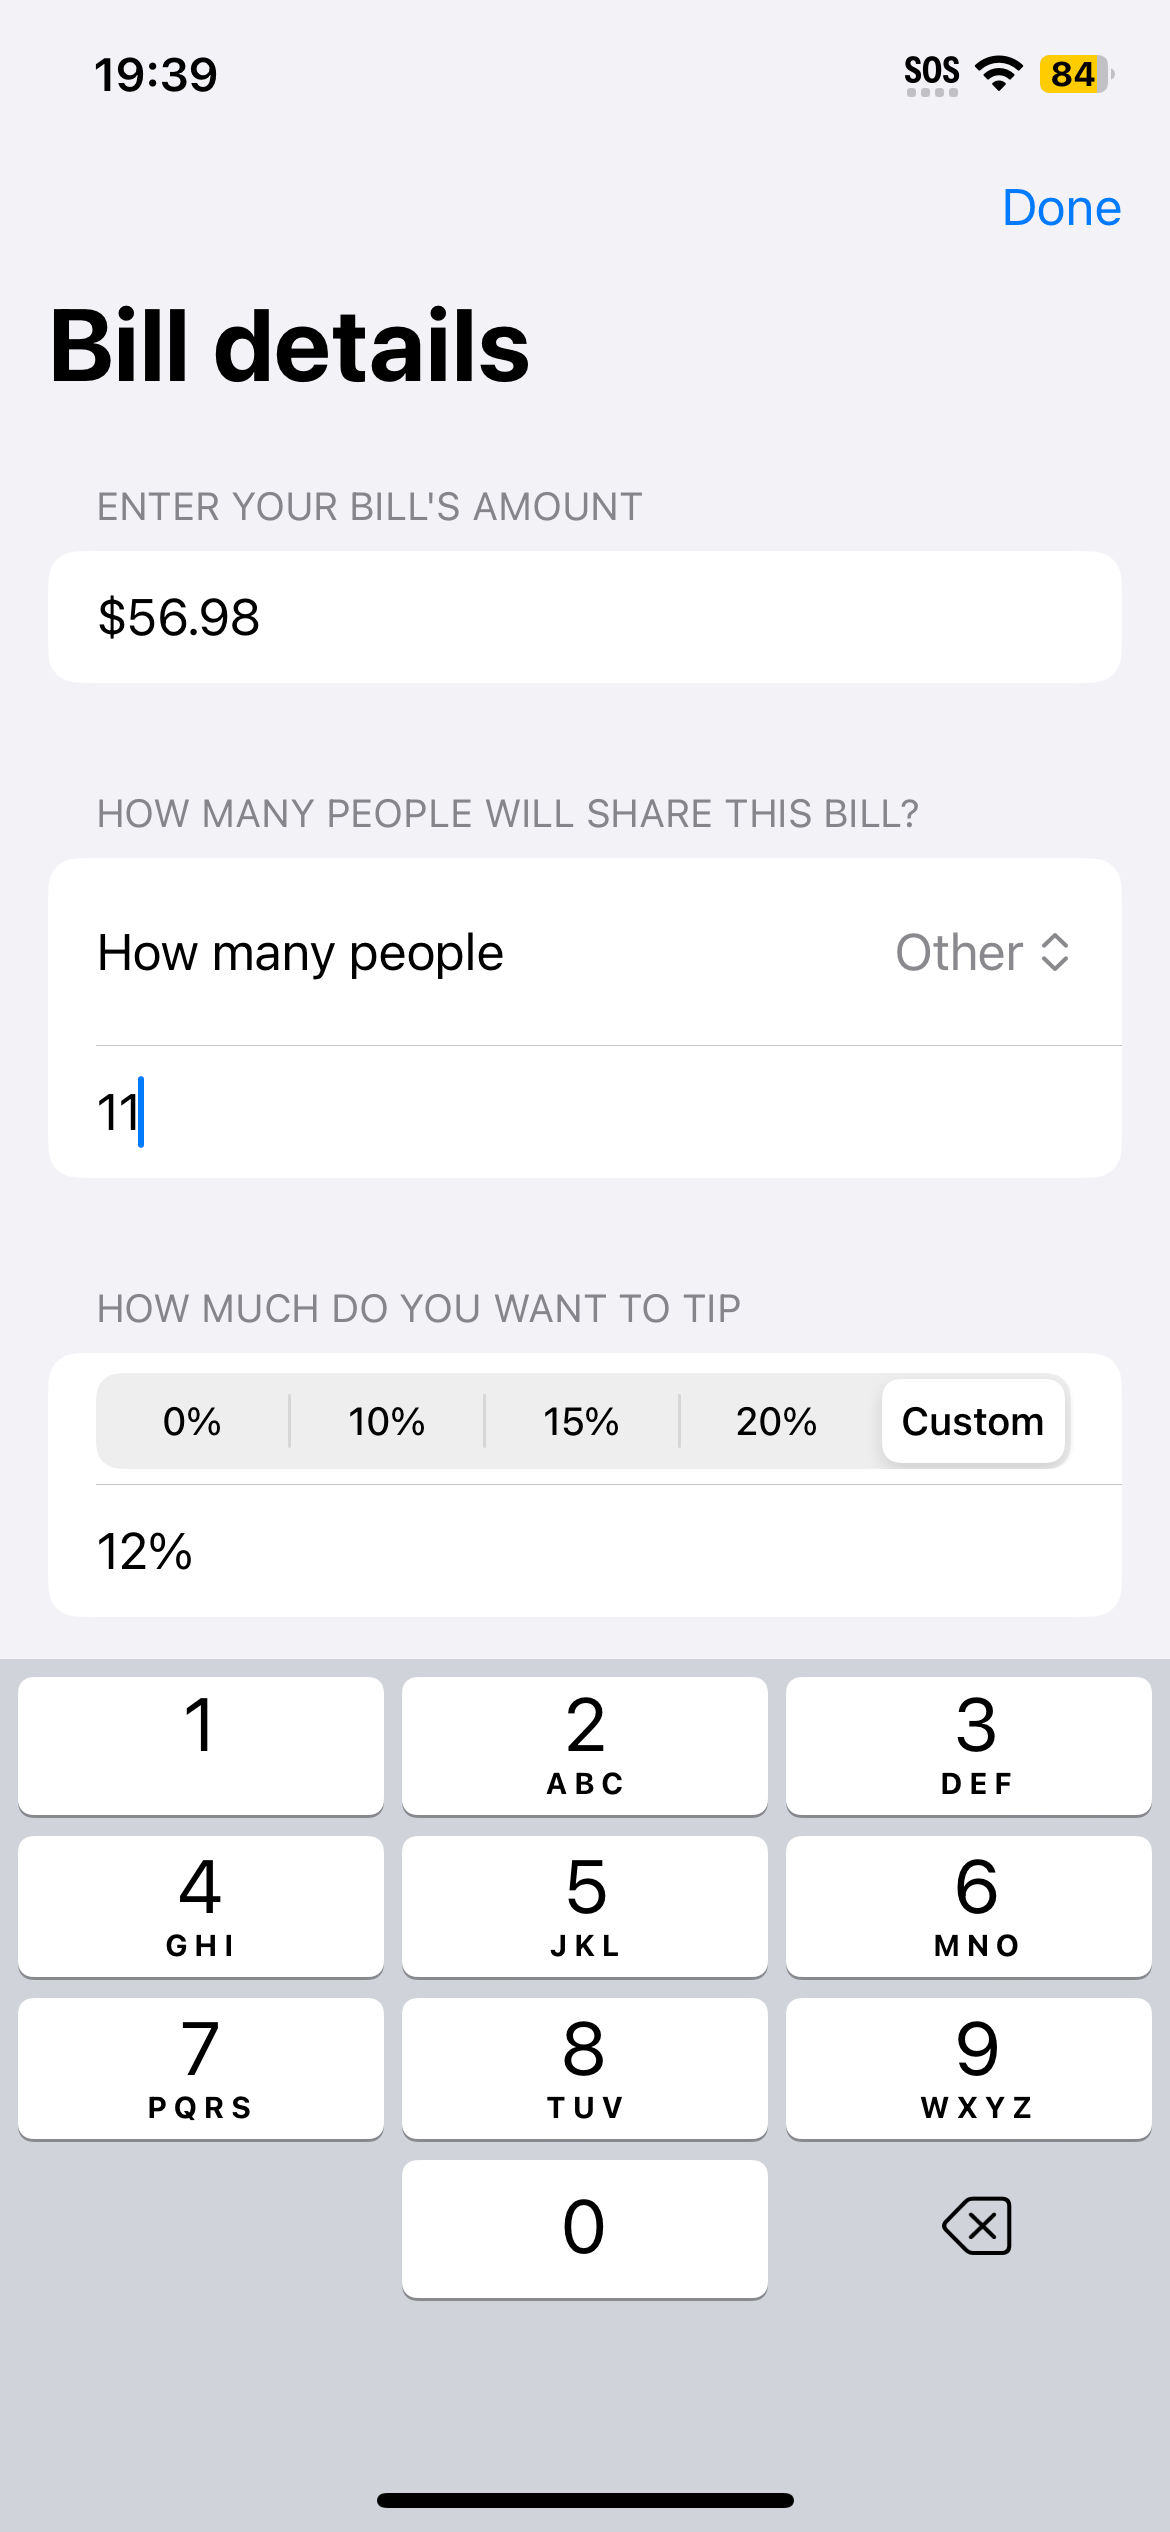 19:39
SOS
84
Done
Bill details
ENTER YOUR BILL'S AMOUNT
$56.98
HOW MANY PEOPLE WILL SHARE THIS BILL?
How many people
Other
11
HOW MUCH DO YOU WANT TO TIP
0% 10% 15% 20% Custom
12%
1 2 3
ABC DEF
4 5 6
GHI JKL MNO
7 8 9
PQRS TUV WXYZ
0